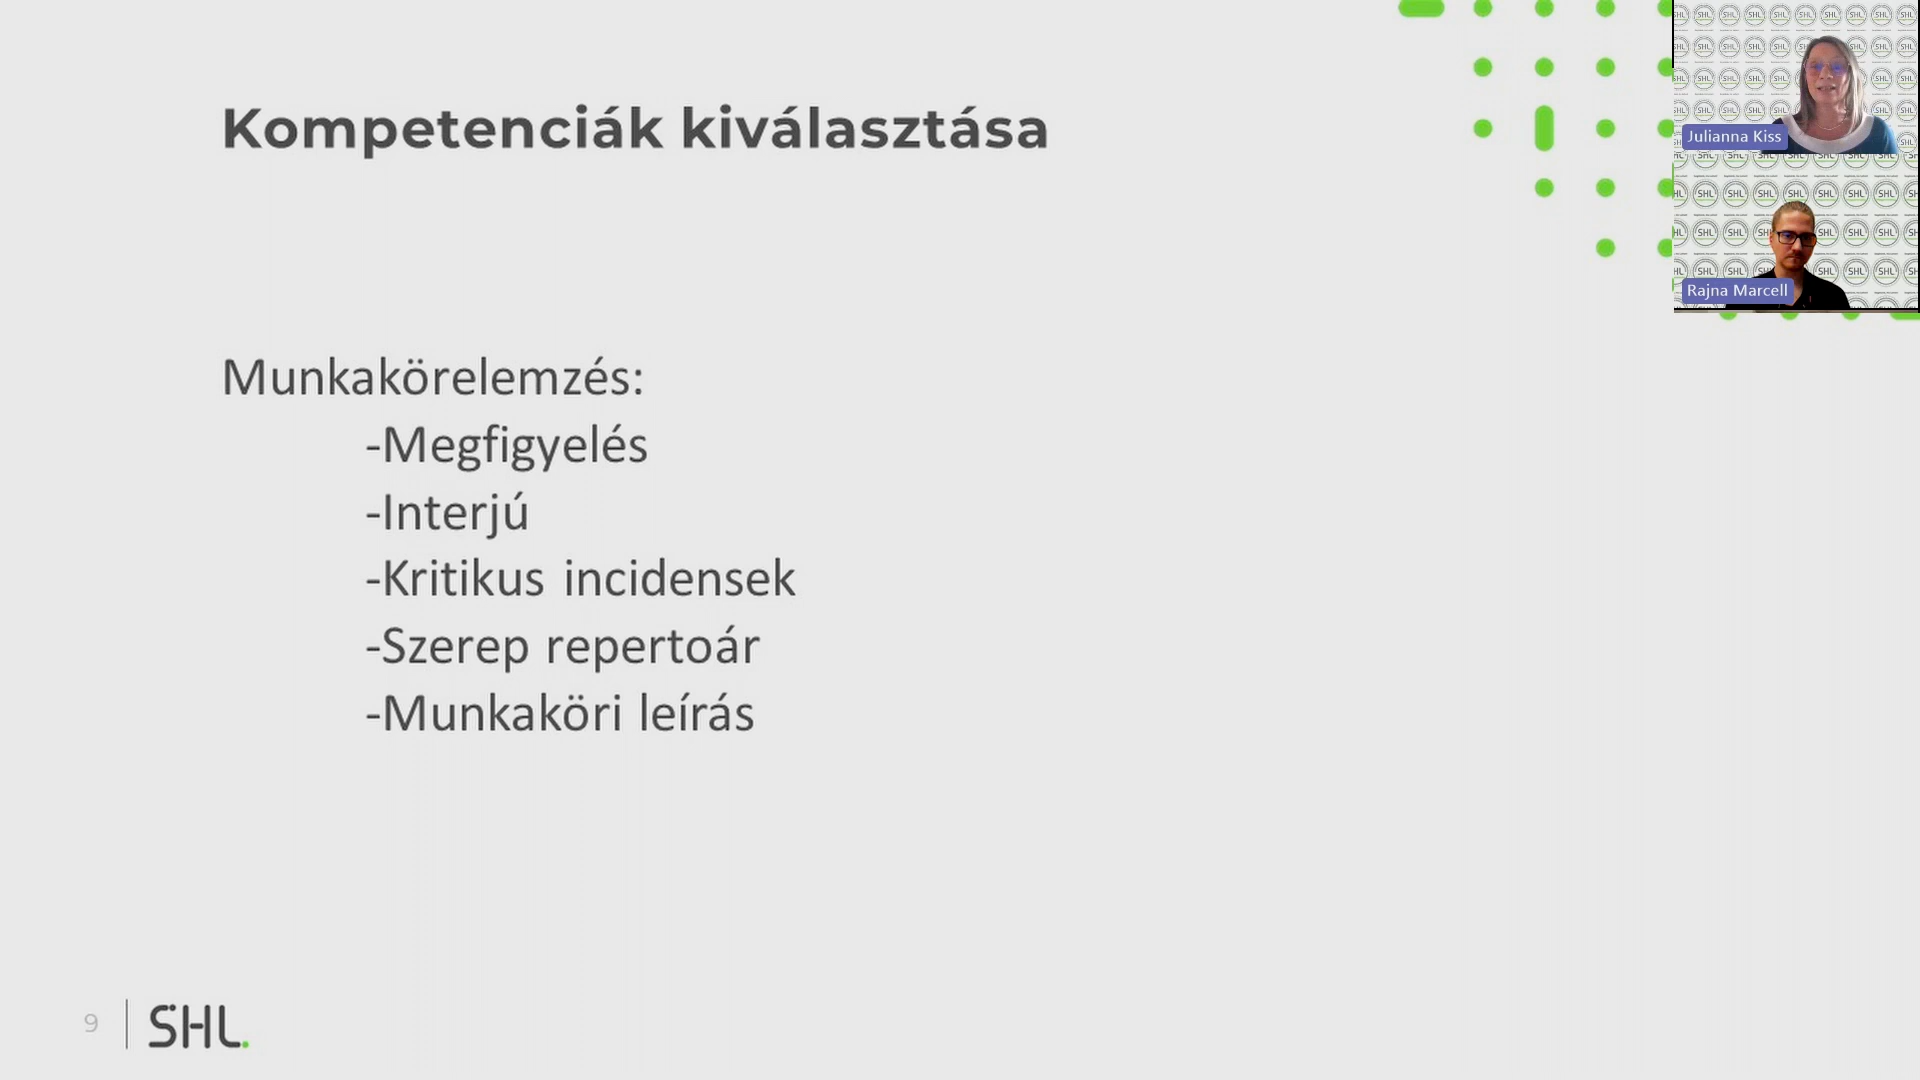 Kompetenciák kiválasztása
Julianna Kiss
Rajna Marcell
Munkakörelemzés:
-Megfigyelés
-Interjú
-Kritikus incidensek
-Szerep repertoár
-Munkaköri leírás
9
SHL.